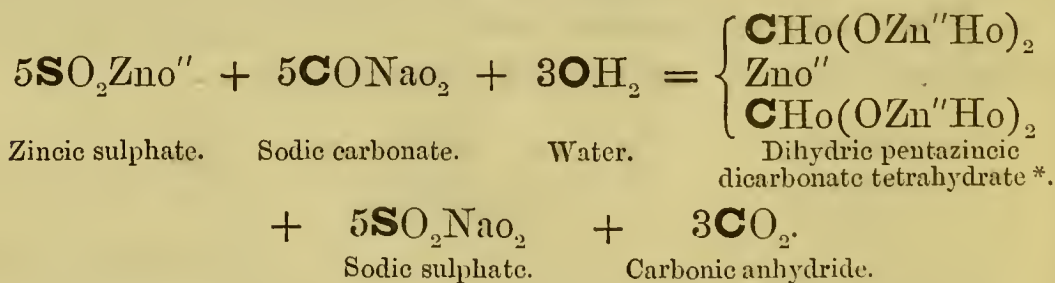 5SO₂Zno″ + 5CONao₂ + 3OH₂ = { CHo(OZn″Ho)₂
Zno″
CHo(OZn″Ho)₂
Zincic sulphate. Sodic carbonate. Water. Dihydric pentazincic
dicarbonate tetrahydrate *.
+ 5SO₂Nao₂ + 3CO₂.
Sodic sulphate. Carbonic anhydride.